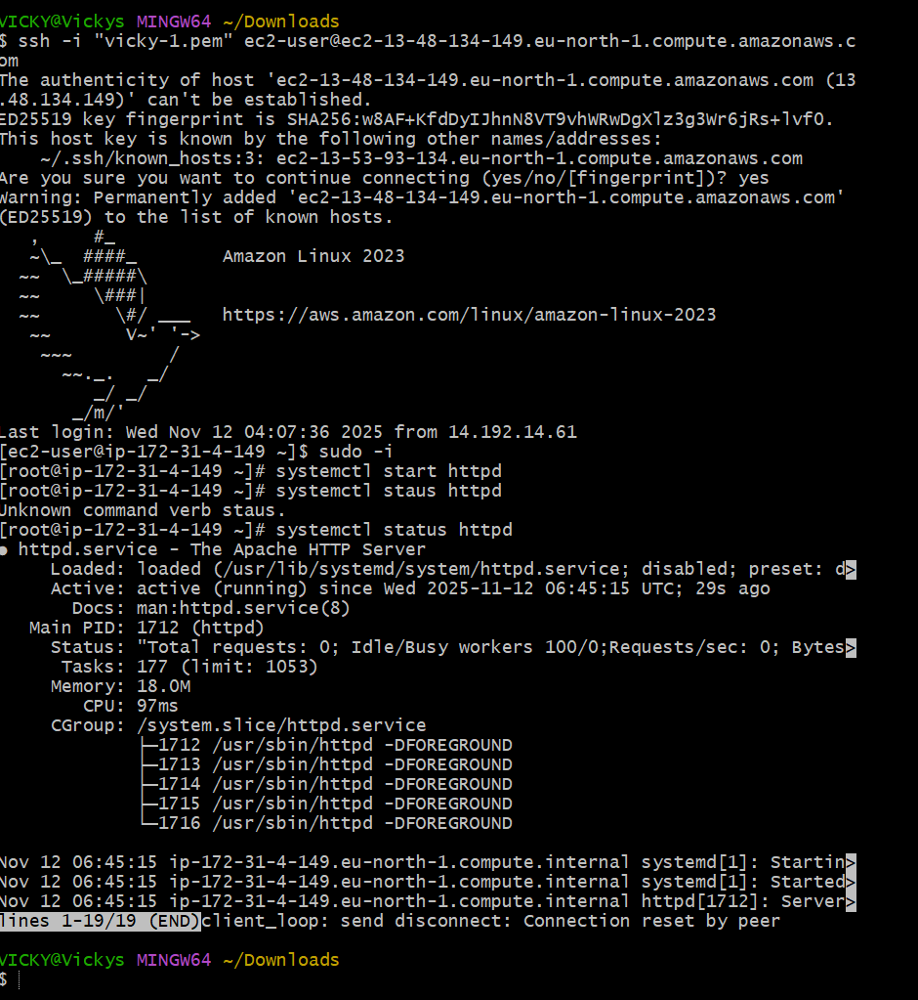 VICKY@Vickys MINGW64 ~/Downloads
$ ssh -i "vicky-1.pem" ec2-user@ec2-13-48-134-149.eu-north-1.compute.amazonaws.c
om
The authenticity of host 'ec2-13-48-134-149.eu-north-1.compute.amazonaws.com (13
.48.134.149)' can't be established.
ED25519 key fingerprint is SHA256:w8AF+KfdDyIJhnN8VT9vhWRwDgXlz3g3Wr6jRs+lvf0.
This host key is known by the following other names/addresses:
    ~/.ssh/known_hosts:3: ec2-13-53-93-134.eu-north-1.compute.amazonaws.com
Are you sure you want to continue connecting (yes/no/[fingerprint])? yes
Warning: Permanently added 'ec2-13-48-134-149.eu-north-1.compute.amazonaws.com'
(ED25519) to the list of known hosts.
   ,     #_
   ~\_  ####_        Amazon Linux 2023
  ~~  \_#####\
  ~~     \###|
  ~~       \#/ ___   https://aws.amazon.com/linux/amazon-linux-2023
   ~~       V~' '->
    ~~~         /
      ~~._.   _/
         _/ _/
       _/m/'
Last login: Wed Nov 12 04:07:36 2025 from 14.192.14.61
[ec2-user@ip-172-31-4-149 ~]$ sudo -i
[root@ip-172-31-4-149 ~]# systemctl start httpd
[root@ip-172-31-4-149 ~]# systemctl staus httpd
Unknown command verb staus.
[root@ip-172-31-4-149 ~]# systemctl status httpd
● httpd.service - The Apache HTTP Server
     Loaded: loaded (/usr/lib/systemd/system/httpd.service; disabled; preset: d>
     Active: active (running) since Wed 2025-11-12 06:45:15 UTC; 29s ago
       Docs: man:httpd.service(8)
   Main PID: 1712 (httpd)
     Status: "Total requests: 0; Idle/Busy workers 100/0;Requests/sec: 0; Bytes>
      Tasks: 177 (limit: 1053)
     Memory: 18.0M
        CPU: 97ms
     CGroup: /system.slice/httpd.service
             ├─1712 /usr/sbin/httpd -DFOREGROUND
             ├─1713 /usr/sbin/httpd -DFOREGROUND
             ├─1714 /usr/sbin/httpd -DFOREGROUND
             ├─1715 /usr/sbin/httpd -DFOREGROUND
             └─1716 /usr/sbin/httpd -DFOREGROUND

Nov 12 06:45:15 ip-172-31-4-149.eu-north-1.compute.internal systemd[1]: Startin>
Nov 12 06:45:15 ip-172-31-4-149.eu-north-1.compute.internal systemd[1]: Started>
Nov 12 06:45:15 ip-172-31-4-149.eu-north-1.compute.internal httpd[1712]: Server>
lines 1-19/19 (END)client_loop: send disconnect: Connection reset by peer

VICKY@Vickys MINGW64 ~/Downloads
$